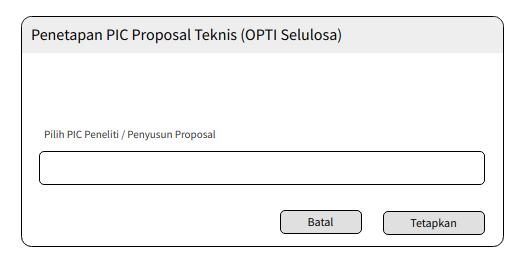 Penetapan PIC Proposal Teknis (OPTI Selulosa)
Pilih PIC Peneliti / Penyusun Proposal
Batal
Tetapkan